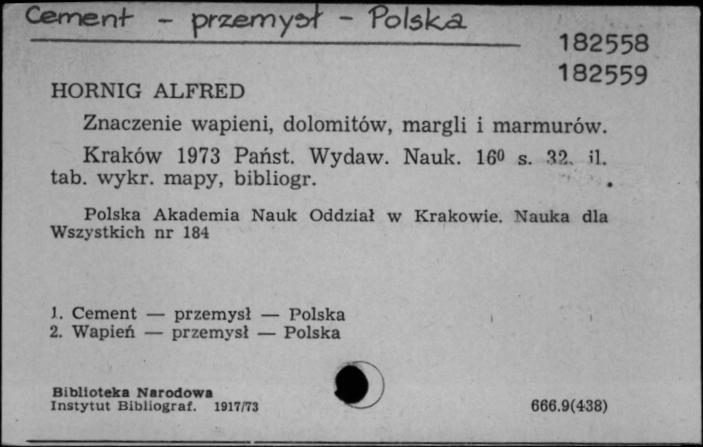 Cement - przemysł - Polska
182558
182559
HORNIG ALFRED
Znaczenie wapieni, dolomitów, margli i marmurów.
Kraków 1973 Państ. Wydaw. Nauk. 16⁰ s. 32. il.
tab. wykr. mapy, bibliogr.
Polska Akademia Nauk Oddział w Krakowie. Nauka dla
Wszystkich nr 184
1. Cement — przemysł — Polska
2. Wapień — przemysł — Polska
Biblioteka Narodowa
Instytut Bibliograf. 1917/73
666.9(438)